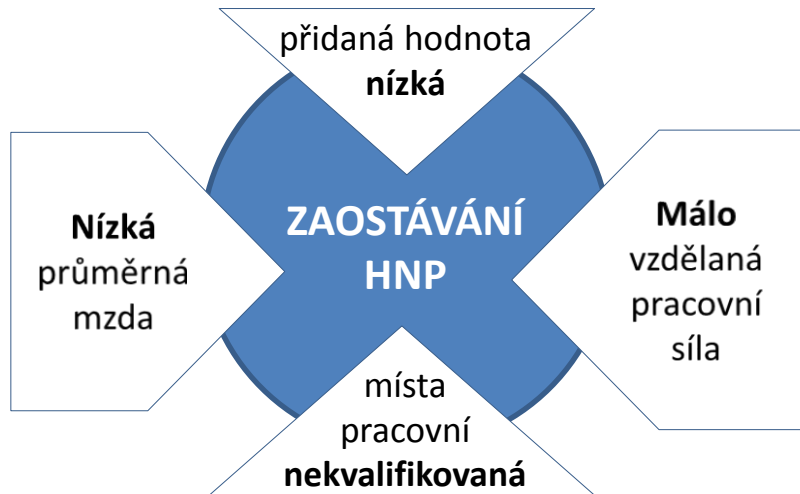 přidaná hodnota
nízká
Nízká
průměrná
mzda
ZAOSTÁVÁNÍ
HNP
Málo
vzdělaná
pracovní
síla
místa
pracovní
nekvalifikovaná